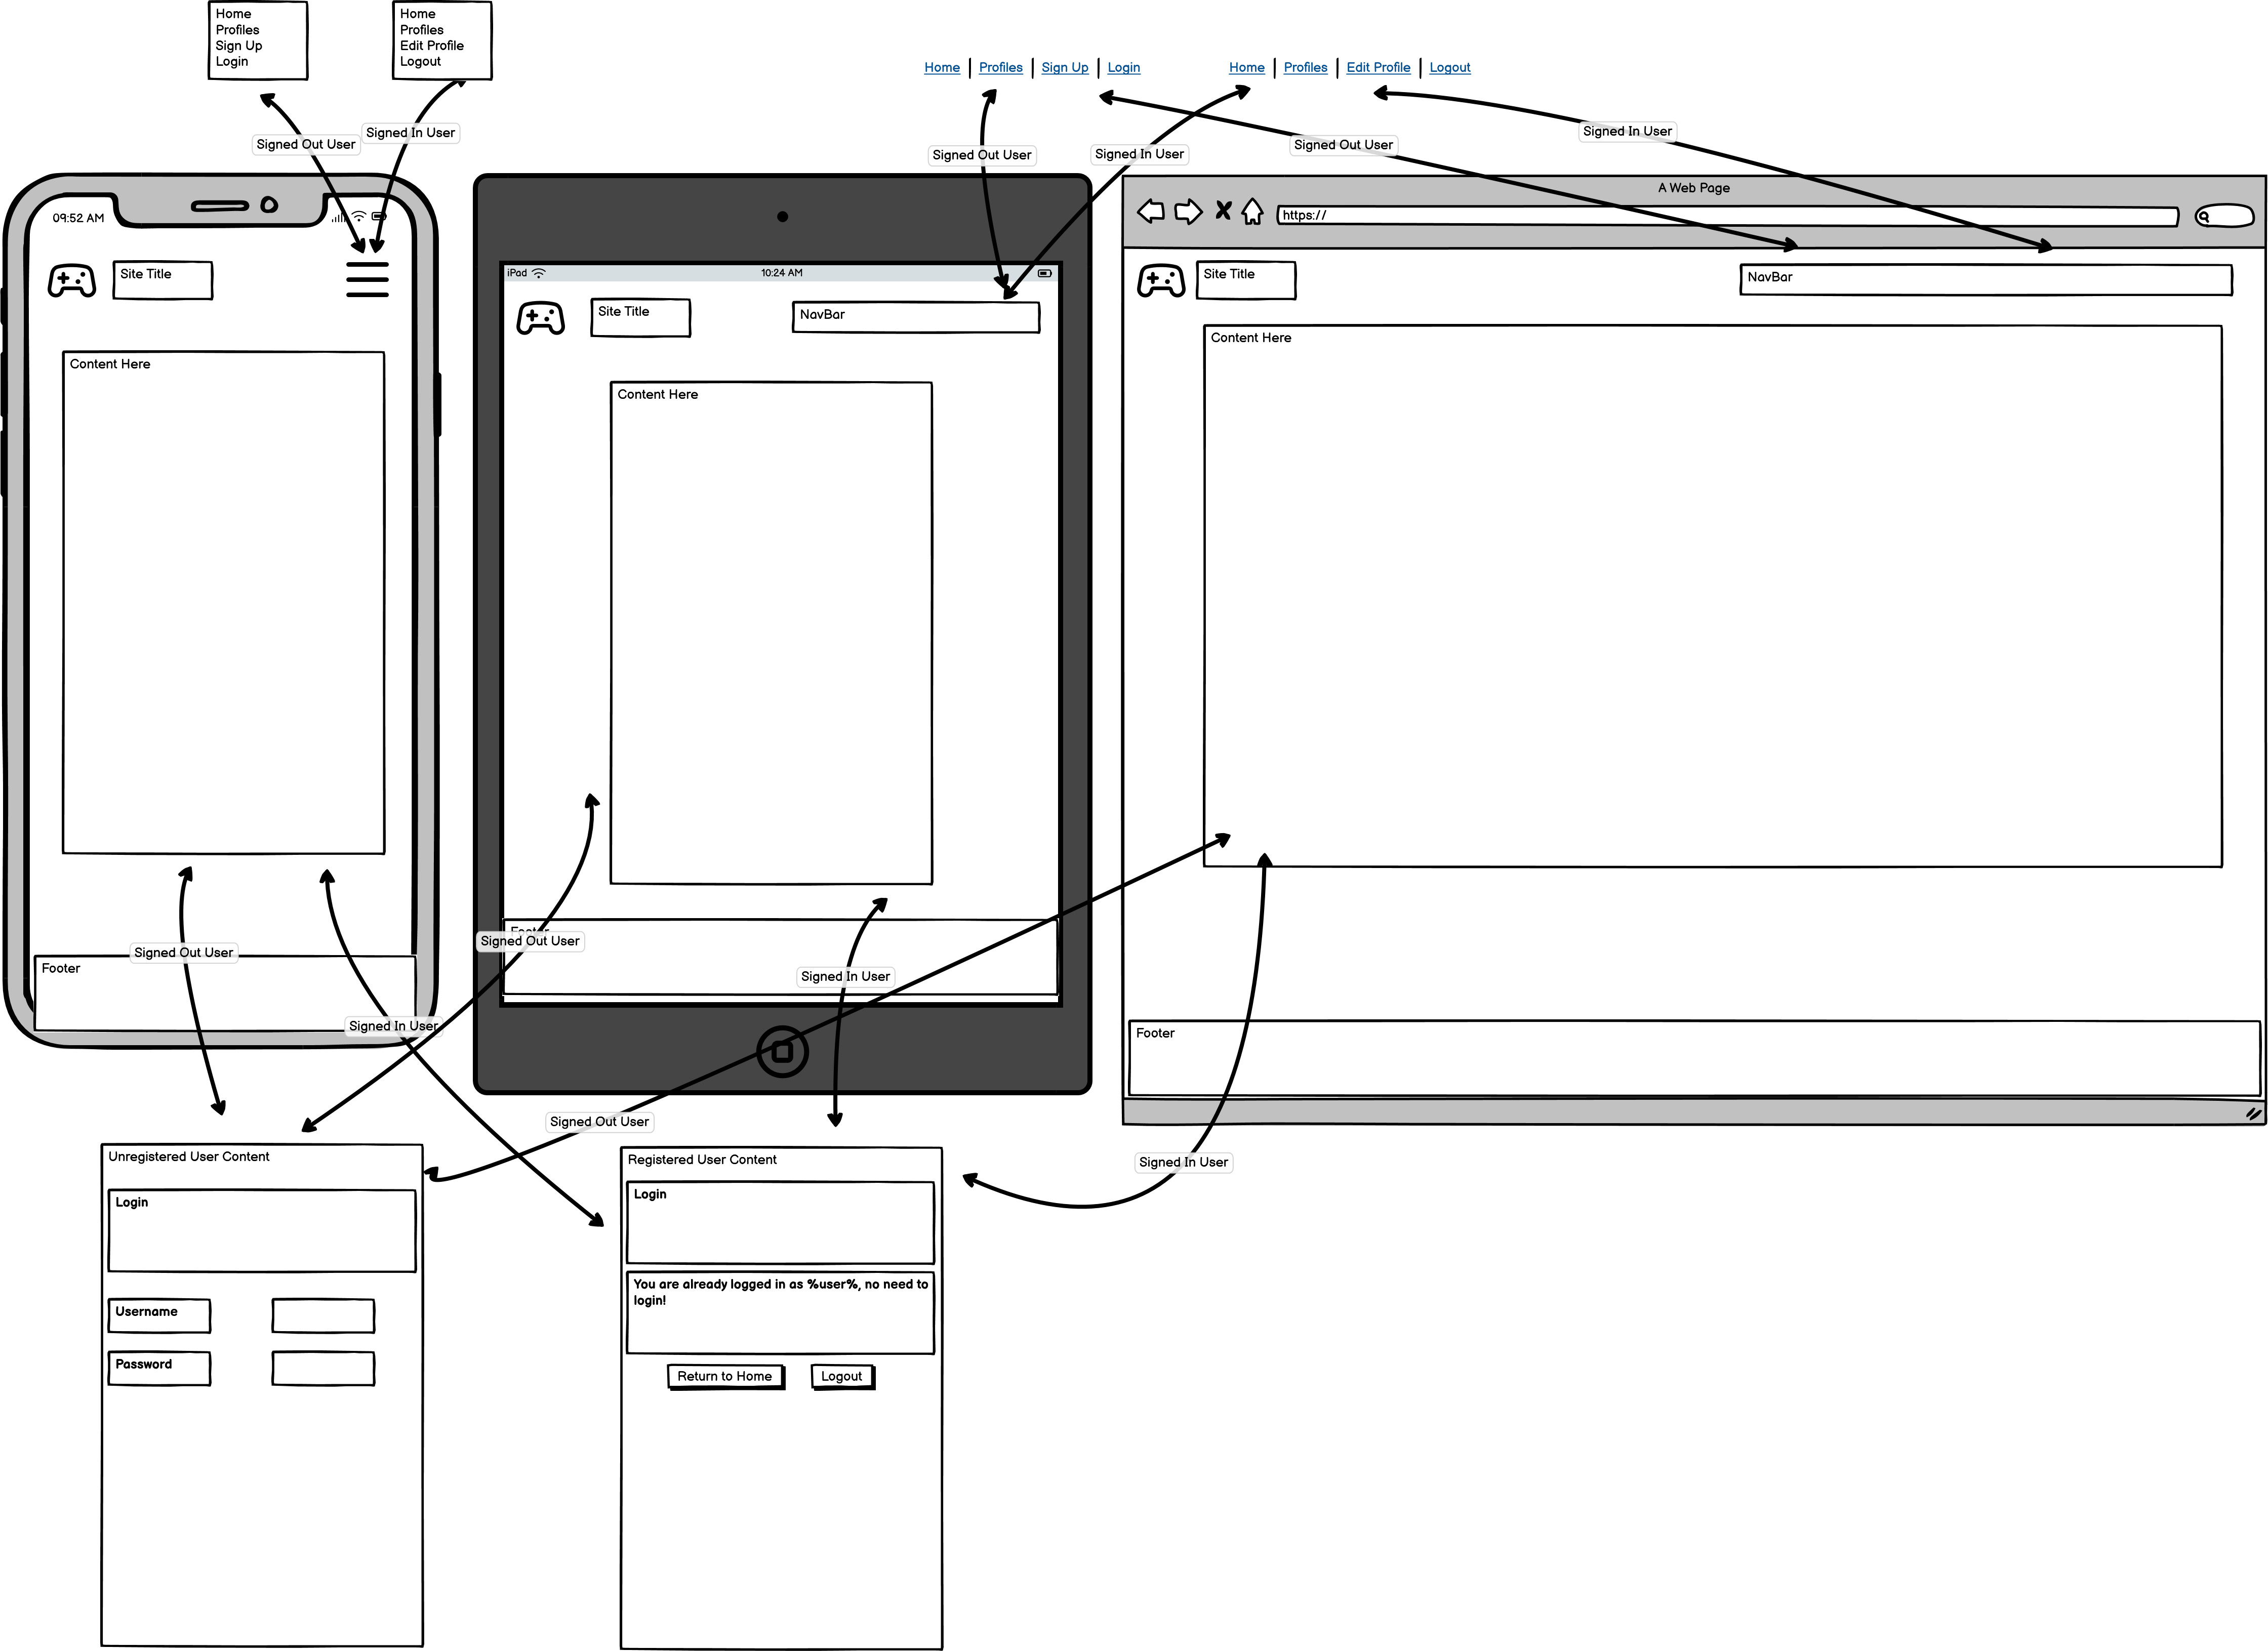 Home
Profiles
Sign Up
Login
Home
Profiles
Edit Profile
Logout
Home Profiles Sign Up Login
Home Profiles Edit Profile Logout
Signed Out User
Signed In User
Signed Out User
Signed In User
Signed Out User
Signed In User
09:52 AM
Site Title
Content Here
Footer
iPad
10:24 AM
Site Title
NavBar
Content Here
Footer
A Web Page
https://
Site Title
NavBar
Content Here
Footer
Signed Out User
Signed In User
Signed Out User
Signed In User
Signed Out User
Signed In User
Unregistered User Content
Login
Username
Password
Registered User Content
Login
You are already logged in as %user%, no need to
login!
Return to Home
Logout